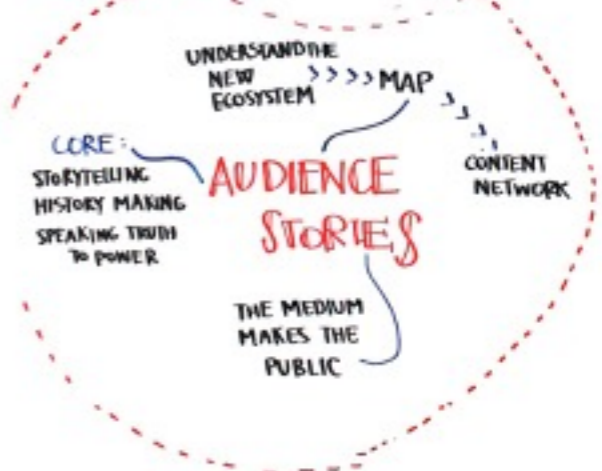 UNDERSTAND THE
NEW
ECOSYSTEM
MAP
CONTENT
NETWORK
CORE:
STORYTELLING
HISTORY MAKING
SPEAKING TRUTH
TO POWER
AUDIENCE
STORIES
THE MEDIUM
MAKES THE
PUBLIC